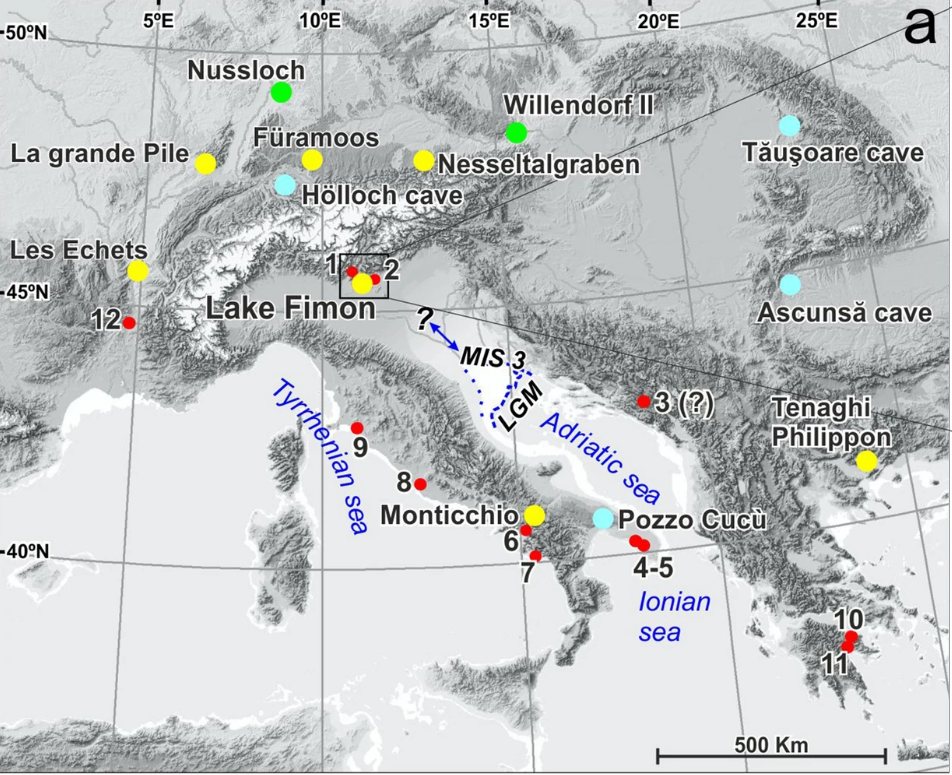 5ºE
10ºE
15ºE
20ºE
25ºE
a
50ºN
Nussloch
Willendorf II
Füramoos
La grande Pile
Nesseltalgraben
Tăuşoare cave
Hölloch cave
Les Echets
1
2
45ºN
Lake Fimon
Ascunsă cave
12
?
MIS 3
LGM
3 (?)
Tenaghi
Philippon
Tyrrhenian sea
Adriatic sea
9
8
Monticchio
Pozzo Cucù
6
7
4-5
40ºN
Ionian
sea
10
11
500 Km